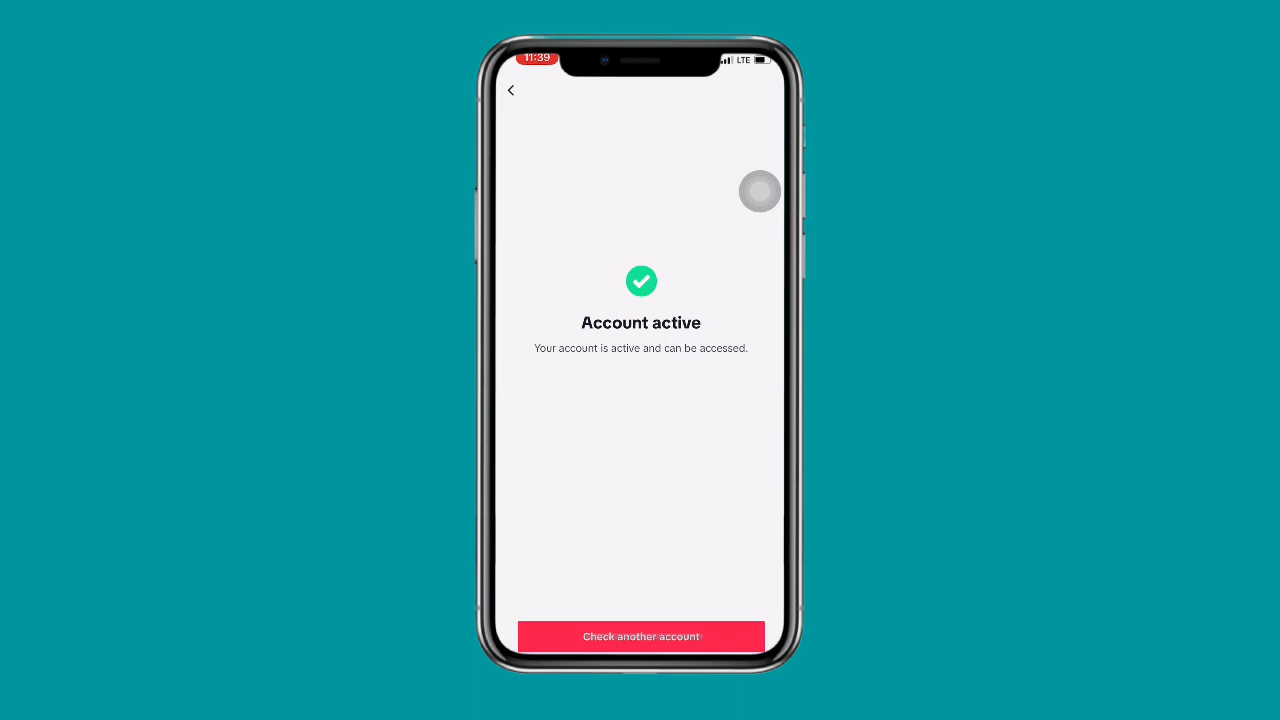 11:39
LTE
Account active
Your account is active and can be accessed.
Check another account